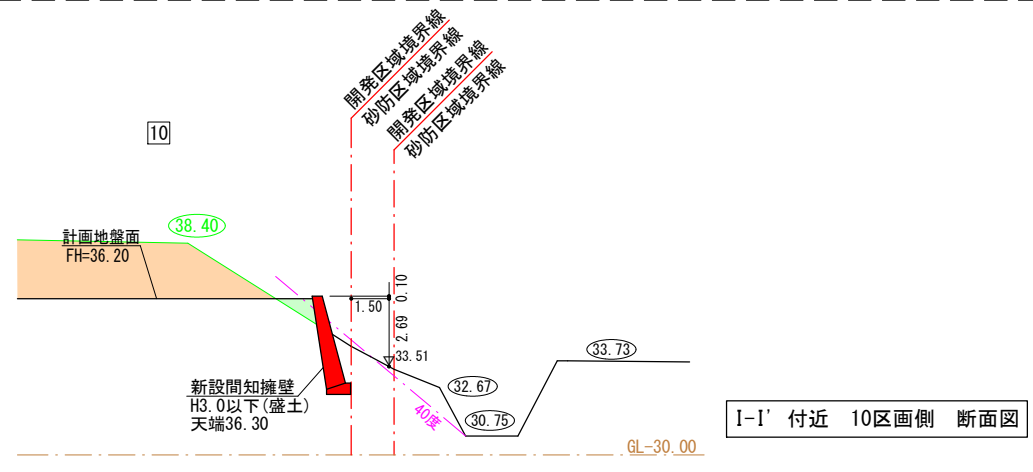 開発区域境界線
砂防区域境界線
開発区域境界線
砂防区域境界線
10
38.40
計画地盤面
FH=36.20
0.10
1.50
2.69
33.51
33.73
32.67
新設間知擁壁
H3.0以下(盛土)
天端36.30
40度
30.75
I-I' 付近 10区画側 断面図
GL-30.00